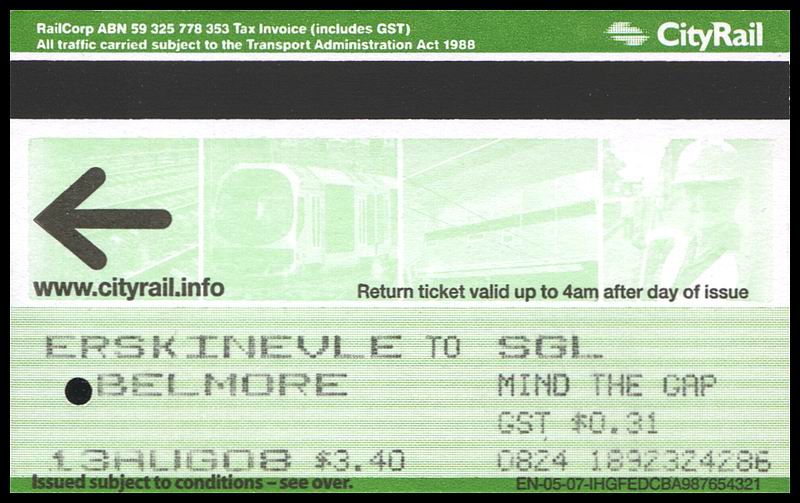 RailCorp ABN 59 325 778 353 Tax Invoice (includes GST)
All traffic carried subject to the Transport Administration Act 1988
CityRail
www.cityrail.info
Return ticket valid up to 4am after day of issue
ERSKINEVLE TO SGL
BELMORE MIND THE GAP
GST $0.31
13AUG08 $3.40 0824 1892324286
Issued subject to conditions – see over.
EN-05-07-IHGFEDCBA987654321